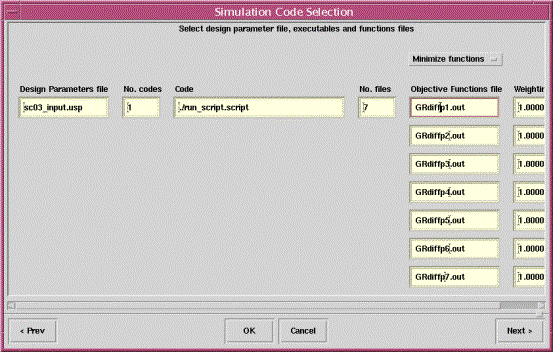 Simulation Code Selection
Select design parameter file, executables and functions files
Minimize functions
Design Parameters file No. codes Code No. files Objective Functions file Weightin
sc03_input.usp 1 ./run_script.script 7 GRdiffp1.out 1.0000
GRdiffp2.out 1.0000
GRdiffp3.out 1.0000
GRdiffp4.out 1.0000
GRdiffp5.out 1.0000
GRdiffp6.out 1.0000
GRdiffp7.out 1.0000
< Prev OK Cancel Next >